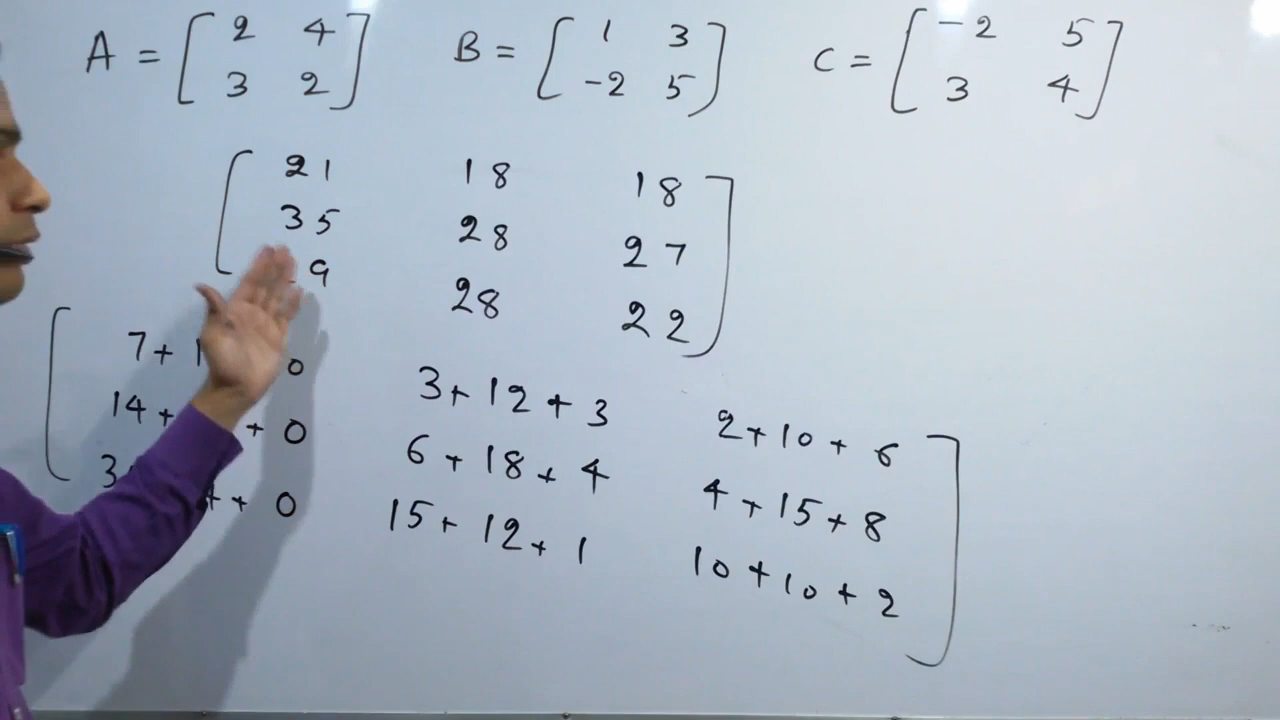 A = [ 2 4 B = [ 1 3 ] C = [ -2 5 ]
3 2 ] -2 5 3 4
[ 21 18 18 ]
35 28 27
9 28 22
[ 7 + 1 0 3 + 12 + 3 2 + 10 + 6 ]
14 + + 0 6 + 18 + 4 4 + 15 + 8
3 + 0 15 + 12 + 1 10 + 10 + 2